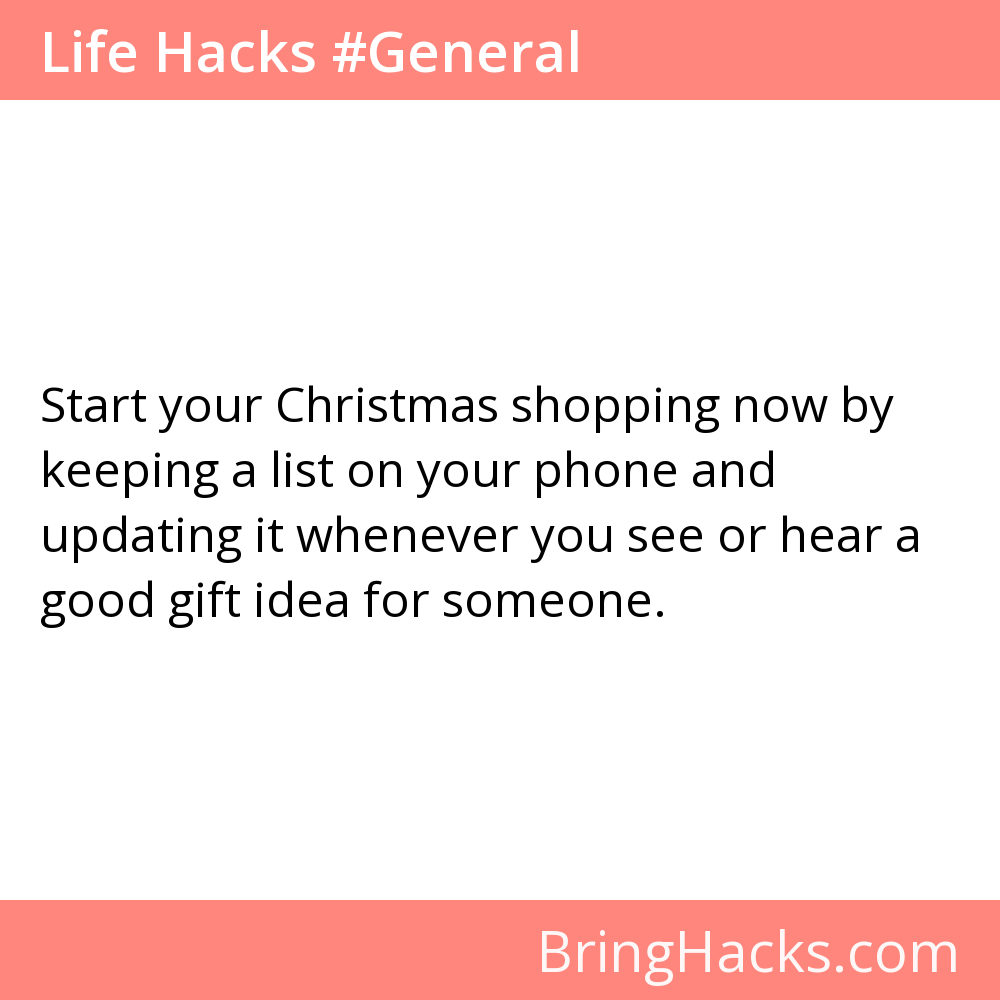 Life Hacks #General
Start your Christmas shopping now by
keeping a list on your phone and
updating it whenever you see or hear a
good gift idea for someone.
BringHacks.com